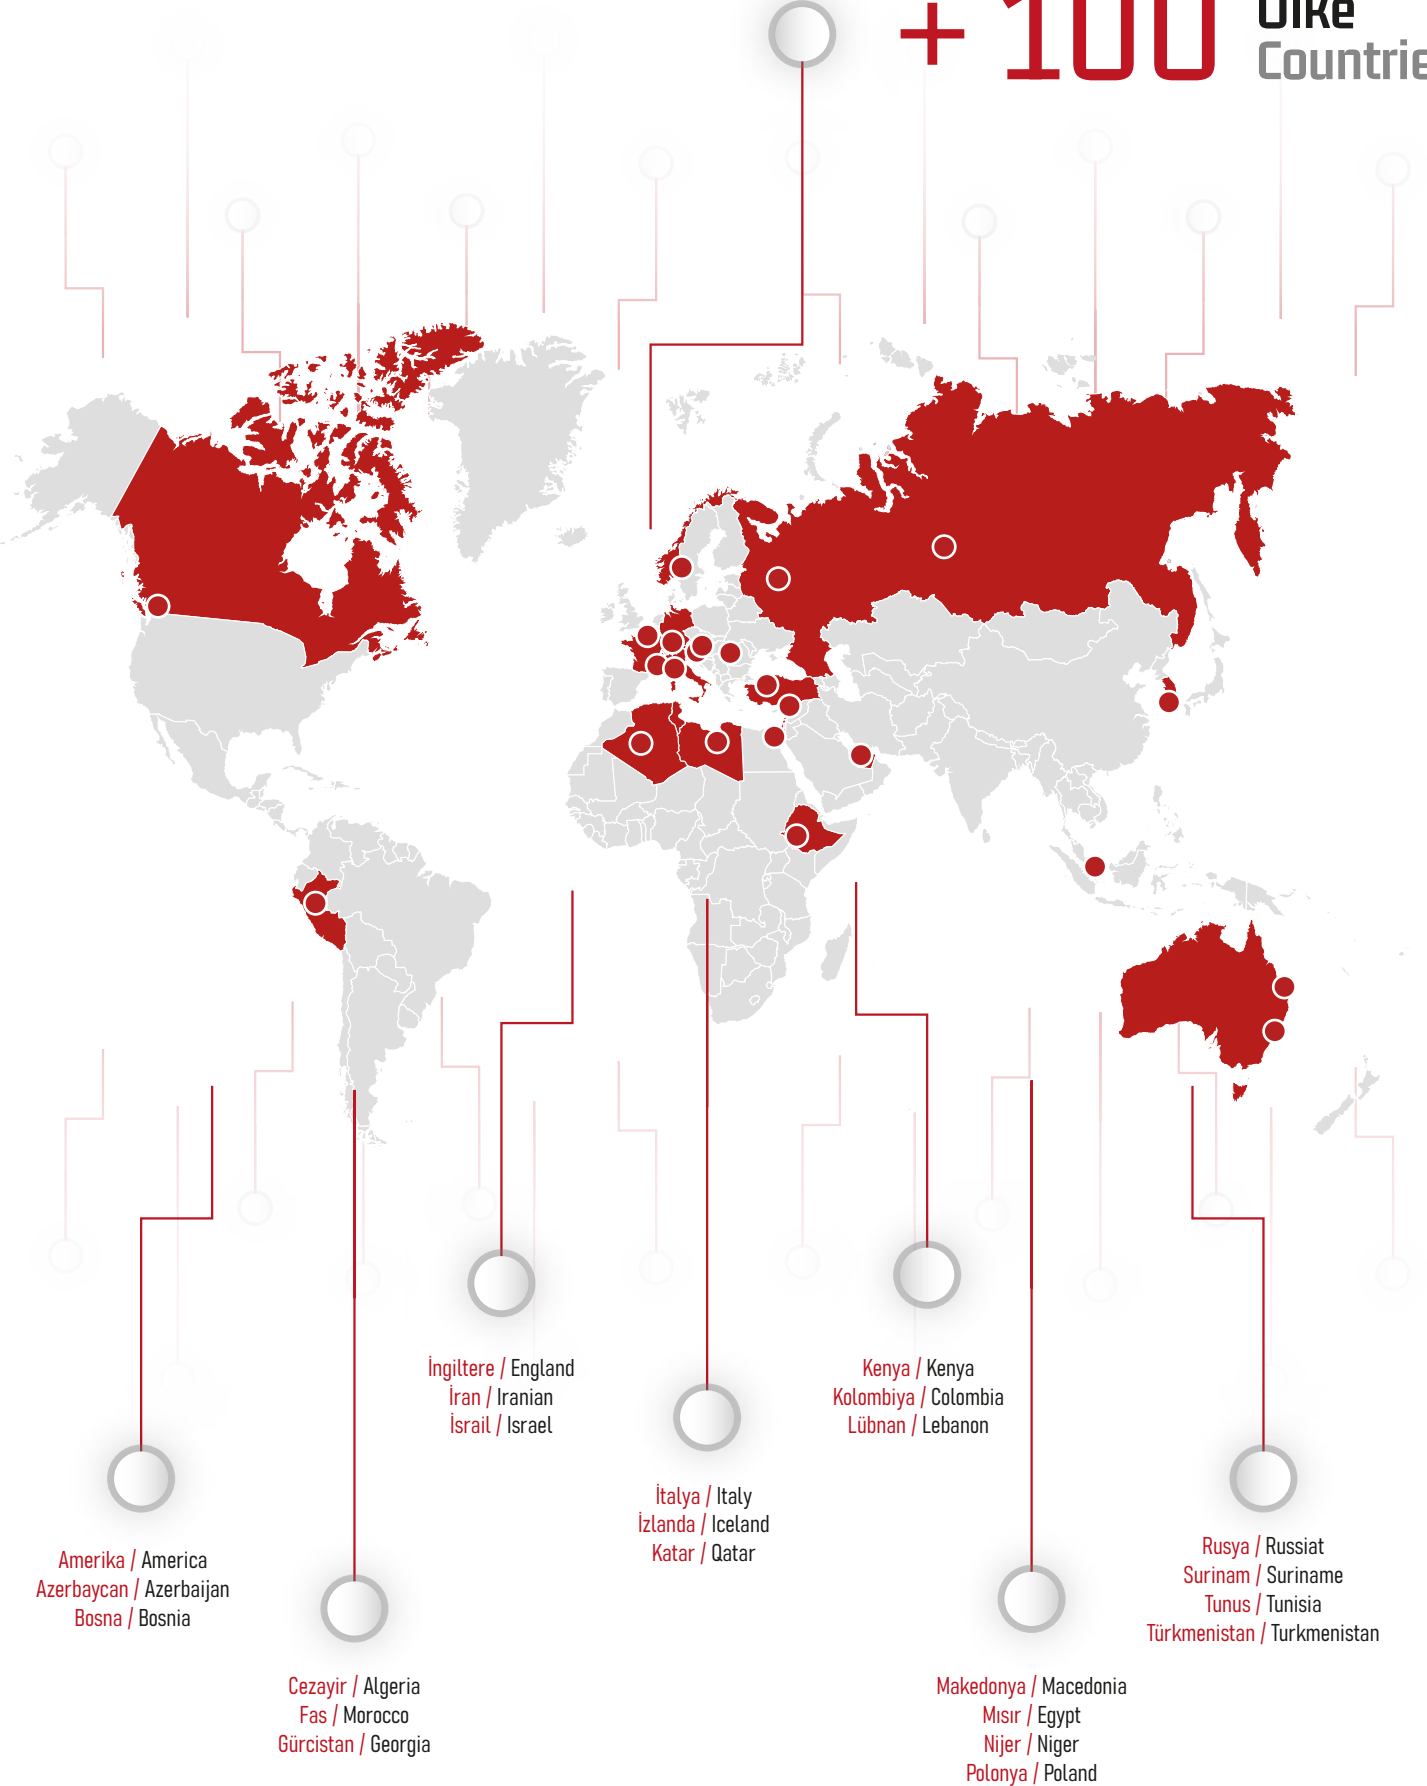 + 100
Ülke
Countrie
İngiltere / England
İran / Iranian
İsrail / Israel
Kenya / Kenya
Kolombiya / Colombia
Lübnan / Lebanon
İtalya / Italy
İzlanda / Iceland
Katar / Qatar
Amerika / America
Azerbaycan / Azerbaijan
Bosna / Bosnia
Rusya / Russiat
Surinam / Suriname
Tunus / Tunisia
Türkmenistan / Turkmenistan
Cezayir / Algeria
Fas / Morocco
Gürcistan / Georgia
Makedonya / Macedonia
Mısır / Egypt
Nijer / Niger
Polonya / Poland